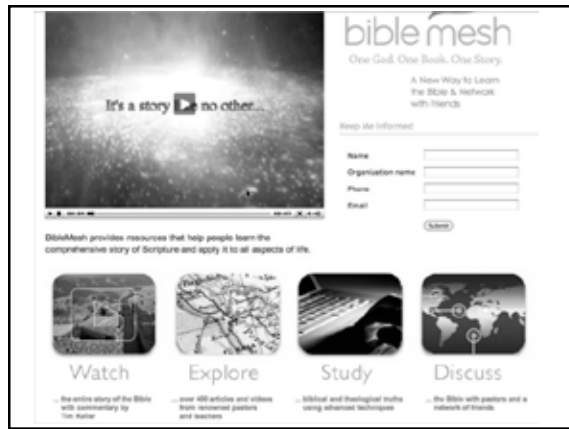 bible mesh
One God. One Book. One Story.
It's a story like no other...
A New Way to Learn
the Bible & Network
with Friends
Keep Me Informed
Name
Organization name
Phone
Email
Submit
BibleMesh provides resources that help people learn the
comprehensive story of Scripture and apply it to all aspects of life.
Watch
... the entire story of the Bible
with commentary by
Tim Keller
Explore
... over 400 articles and videos
from renowned pastors
and teachers
Study
... biblical and theological truths
using advanced techniques
Discuss
... the Bible with pastors and a
network of friends